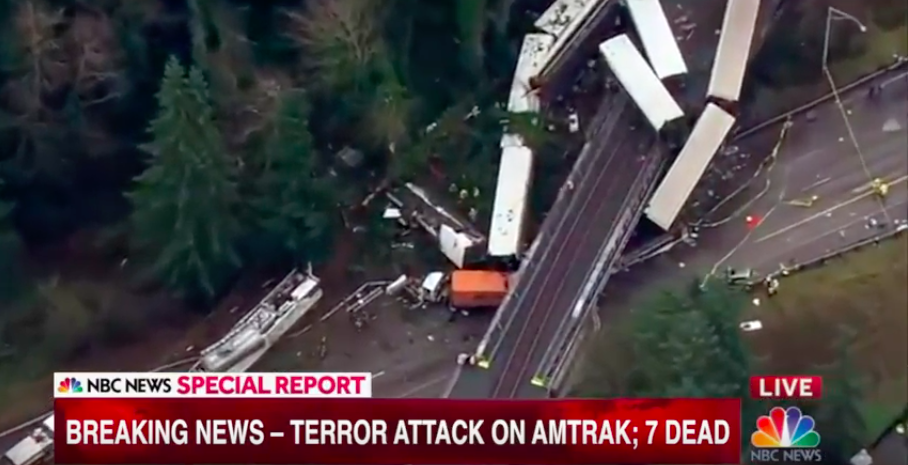 NBC NEWS SPECIAL REPORT
BREAKING NEWS – TERROR ATTACK ON AMTRAK; 7 DEAD
LIVE
NBC NEWS